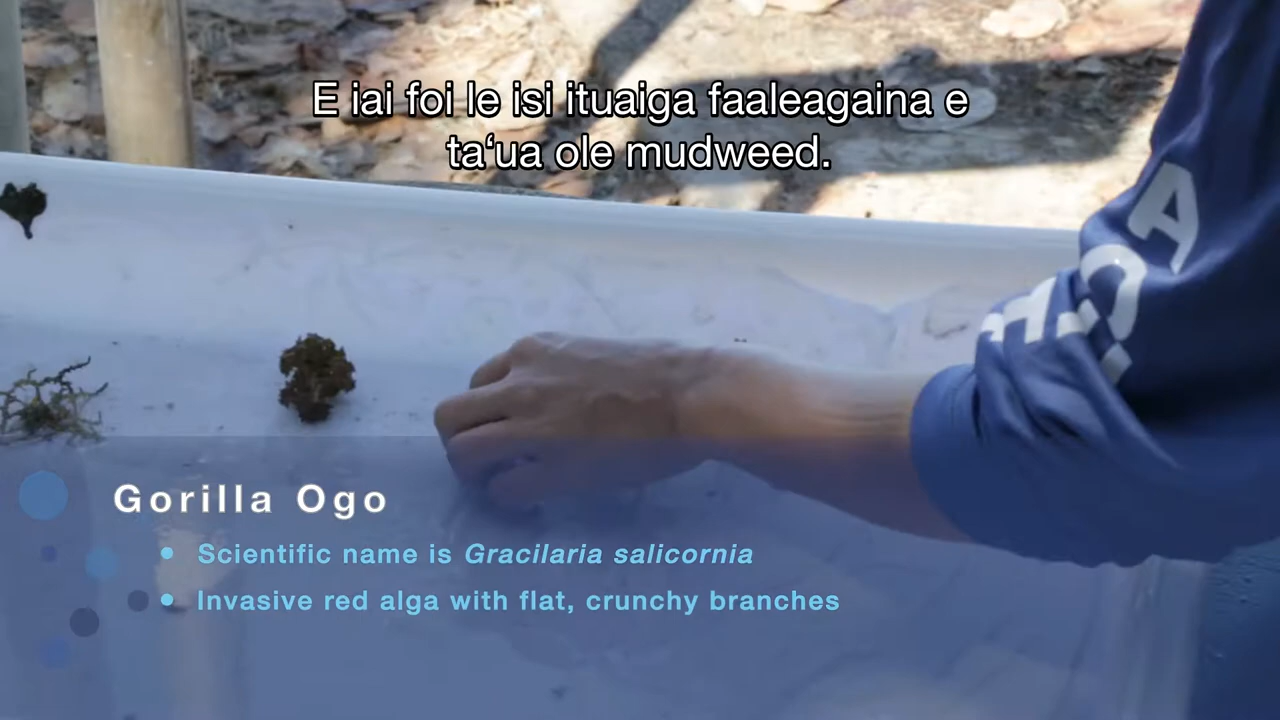 E iai foi le isi ituaiga faaleagaina e
ta‘ua ole mudweed.
Gorilla Ogo
• Scientific name is Gracilaria salicornia
• Invasive red alga with flat, crunchy branches